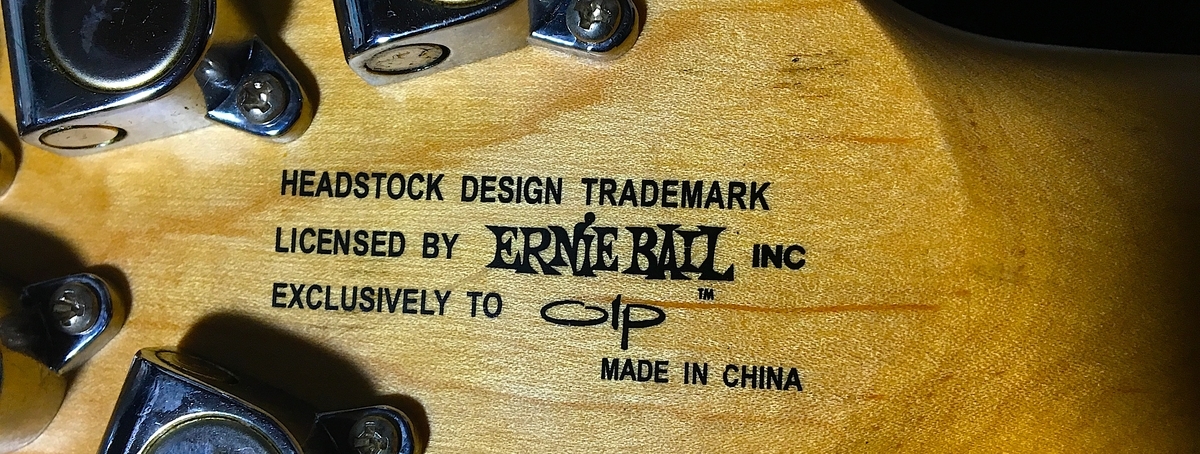 HEADSTOCK DESIGN TRADEMARK
LICENSED BY ERNIE BALL INC
EXCLUSIVELY TO OLP™
MADE IN CHINA